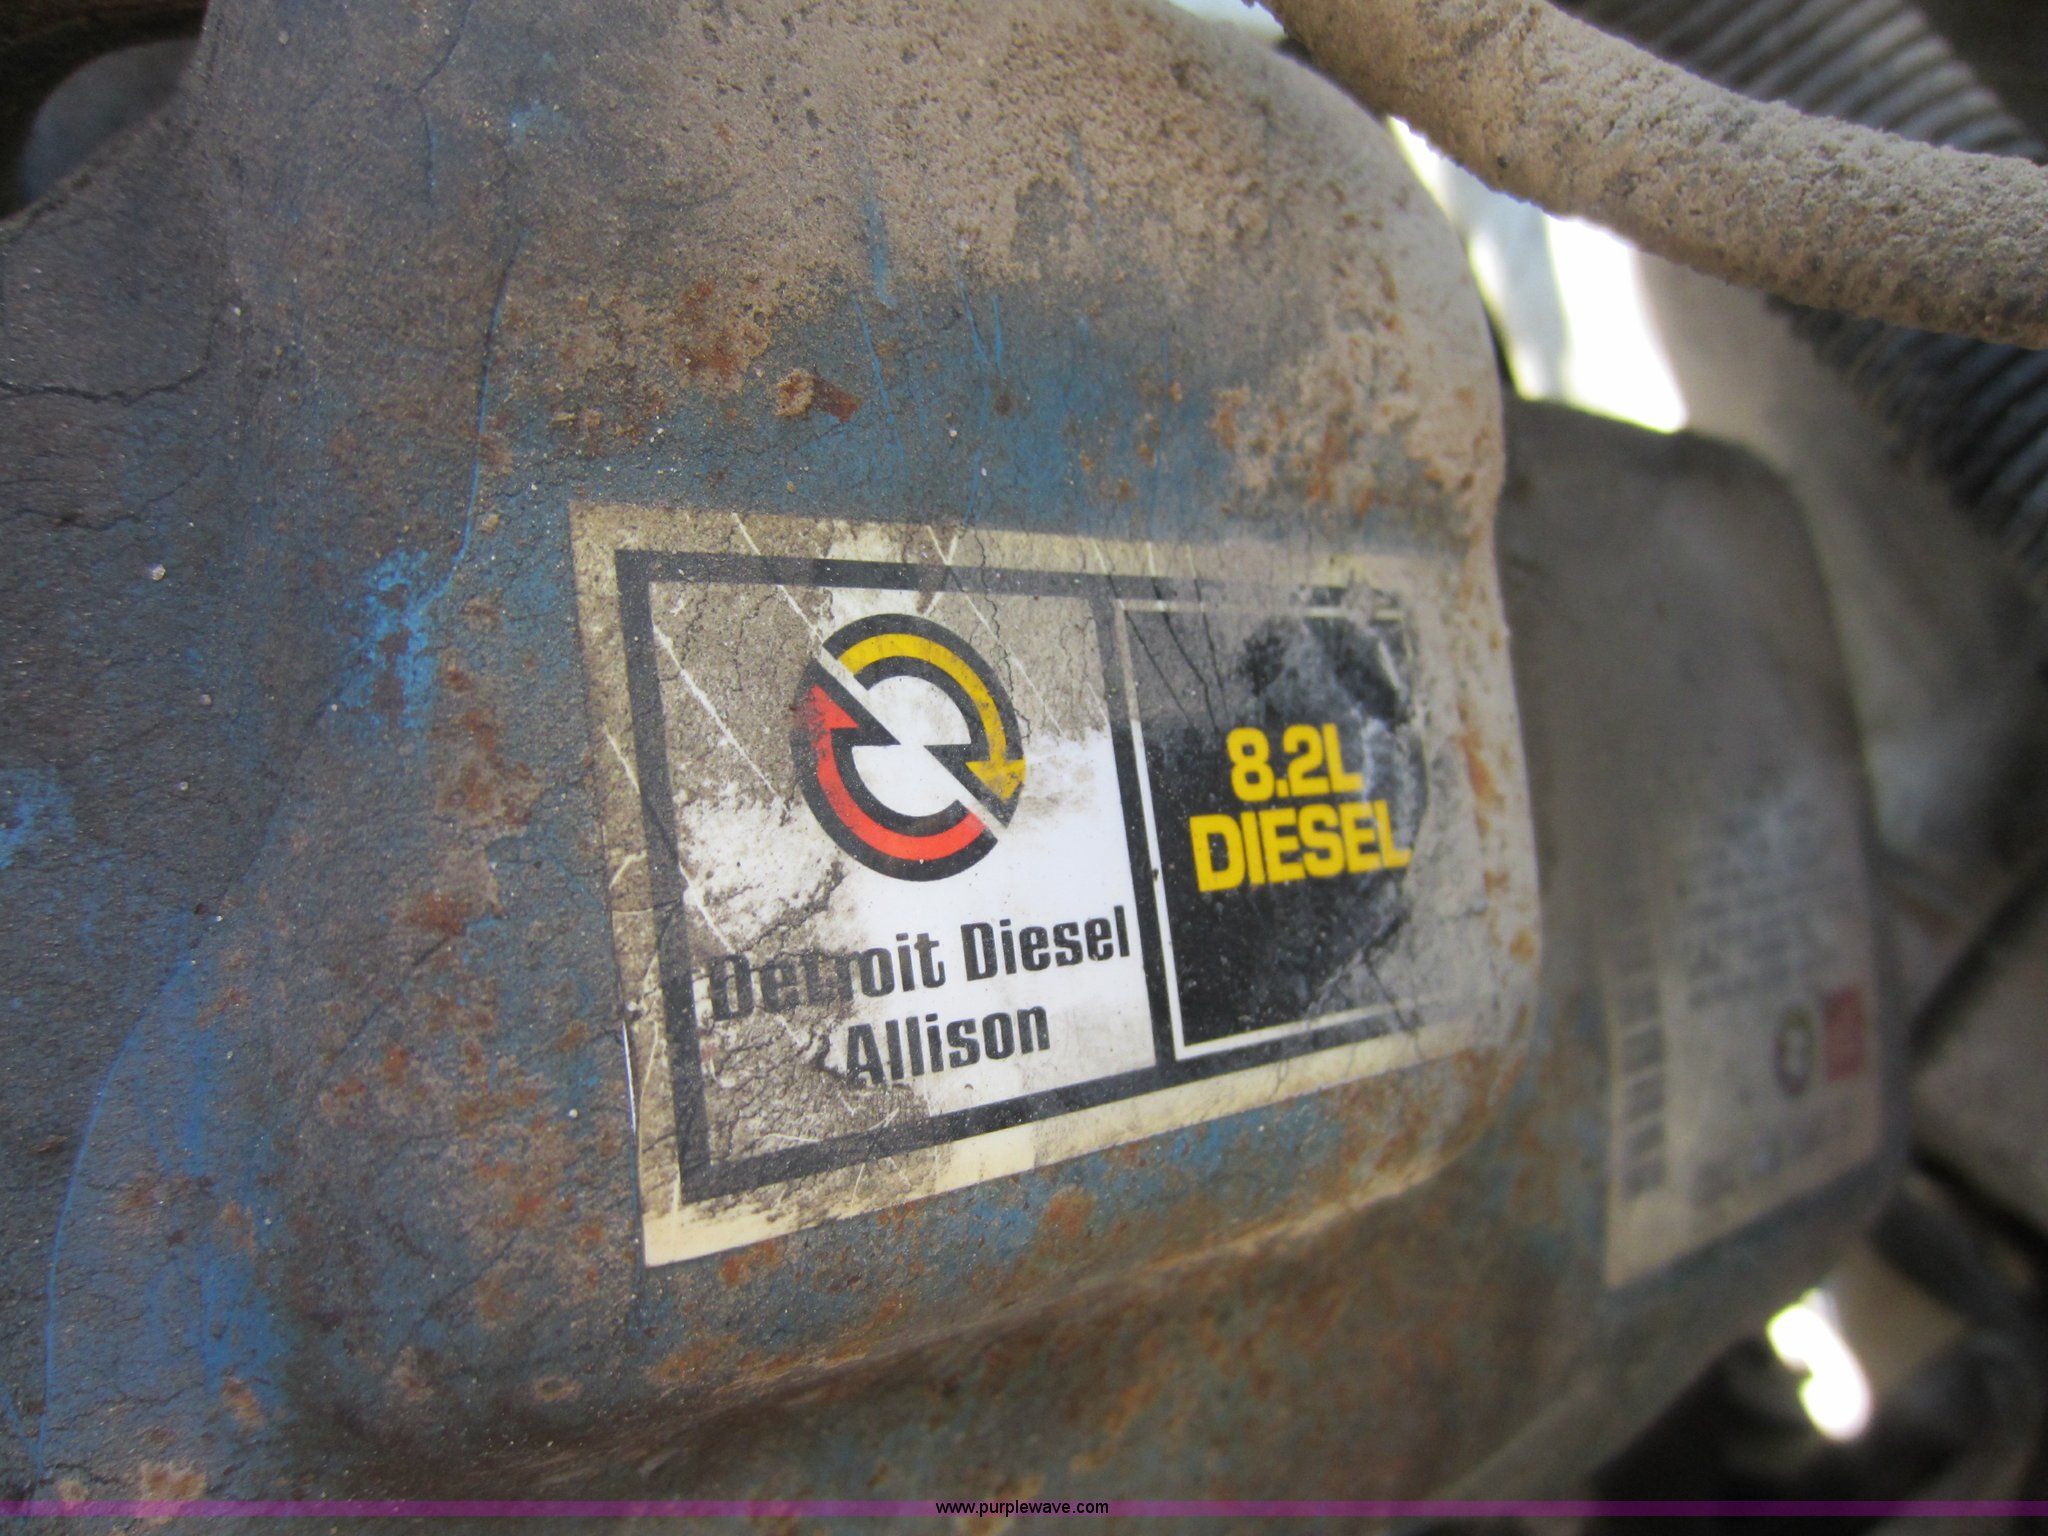 8.2L
DIESEL
Detroit Diesel
Allison
www.purplewave.com